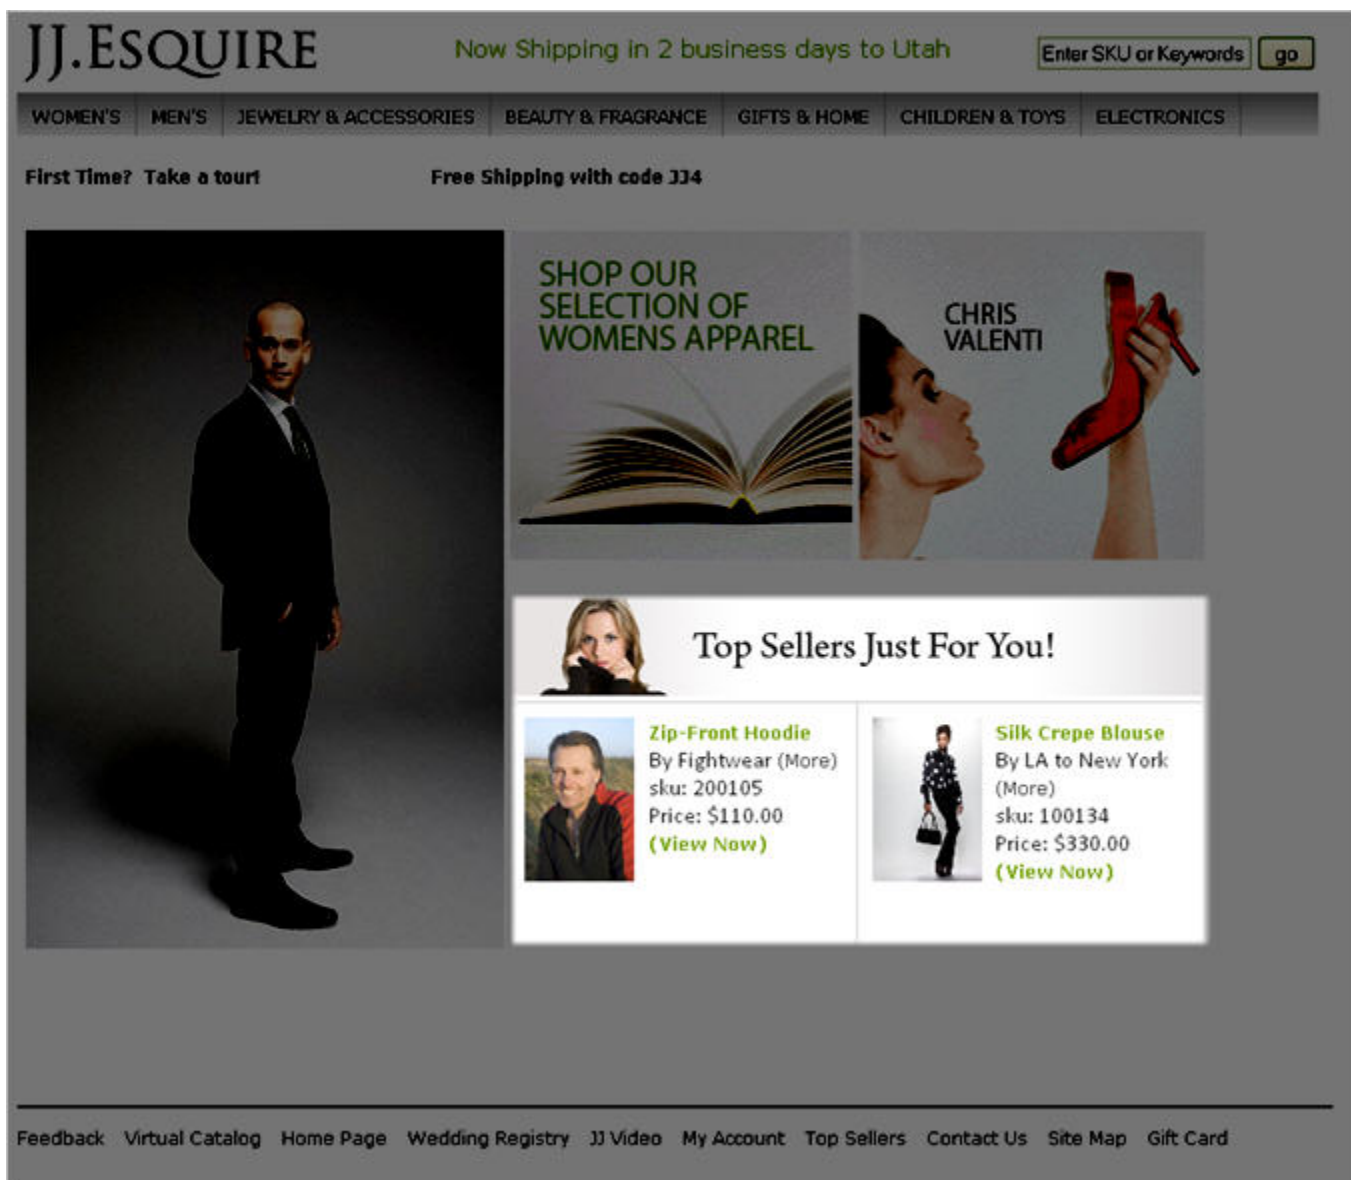 JJ.ESQUIRE
Now Shipping in 2 business days to Utah
Enter SKU or Keywords
go
WOMEN'S
MEN'S
JEWELRY & ACCESSORIES
BEAUTY & FRAGRANCE
GIFTS & HOME
CHILDREN & TOYS
ELECTRONICS
First Time? Take a tour!
Free Shipping with code JJ4
SHOP OUR
SELECTION OF
WOMENS APPAREL
CHRIS
VALENTI
Top Sellers Just For You!
Zip-Front Hoodie
By Fightwear (More)
sku: 200105
Price: $110.00
(View Now)
Silk Crepe Blouse
By LA to New York
(More)
sku: 100134
Price: $330.00
(View Now)
Feedback
Virtual Catalog
Home Page
Wedding Registry
JJ Video
My Account
Top Sellers
Contact Us
Site Map
Gift Card